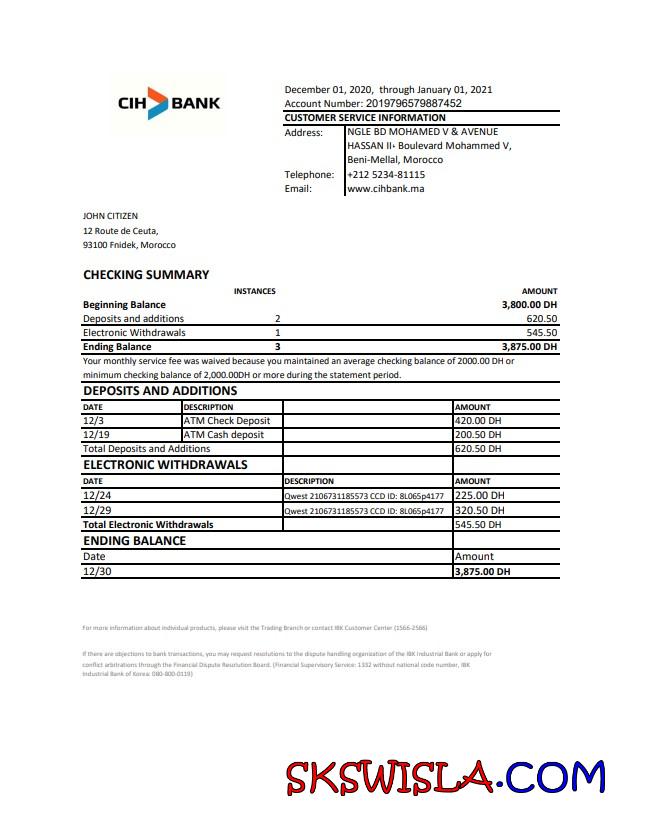 CIH BANK
December 01, 2020, through January 01, 2021
Account Number: 2019796579887452
CUSTOMER SERVICE INFORMATION
Address: NGLE BD MOHAMED V & AVENUE
HASSAN II، Boulevard Mohammed V,
Beni-Mellal, Morocco
Telephone: +212 5234-81115
Email: www.cihbank.ma
JOHN CITIZEN
12 Route de Ceuta,
93100 Fnidek, Morocco
CHECKING SUMMARY
INSTANCES AMOUNT
Beginning Balance 3,800.00 DH
Deposits and additions 2 620.50
Electronic Withdrawals 1 545.50
Ending Balance 3 3,875.00 DH
Your monthly service fee was waived because you maintained an average checking balance of 2000.00 DH or
minimum checking balance of 2,000.00DH or more during the statement period.
DEPOSITS AND ADDITIONS
DATE DESCRIPTION AMOUNT
12/3 ATM Check Deposit 420.00 DH
12/19 ATM Cash deposit 200.50 DH
Total Deposits and Additions 620.50 DH
ELECTRONIC WITHDRAWALS
DATE DESCRIPTION AMOUNT
12/24 Qwest 2106731185573 CCD ID: 8L065p4177 225.00 DH
12/29 Qwest 2106731185573 CCD ID: 8L065p4177 320.50 DH
Total Electronic Withdrawals 545.50 DH
ENDING BALANCE
Date Amount
12/30 3,875.00 DH
For more information about individual products, please visit the Trading Branch or contact IBK Customer Center (1566-2566)
If there are objections to bank transactions, you may request resolutions to the dispute handling organization of the IBK Industrial Bank or apply for
conflict arbitrations through the Financial Dispute Resolution Board. (Financial Supervisory Service: 1332 without national code number, IBK
Industrial Bank of Korea: 080-800-0119)
SKSWISLA.COM